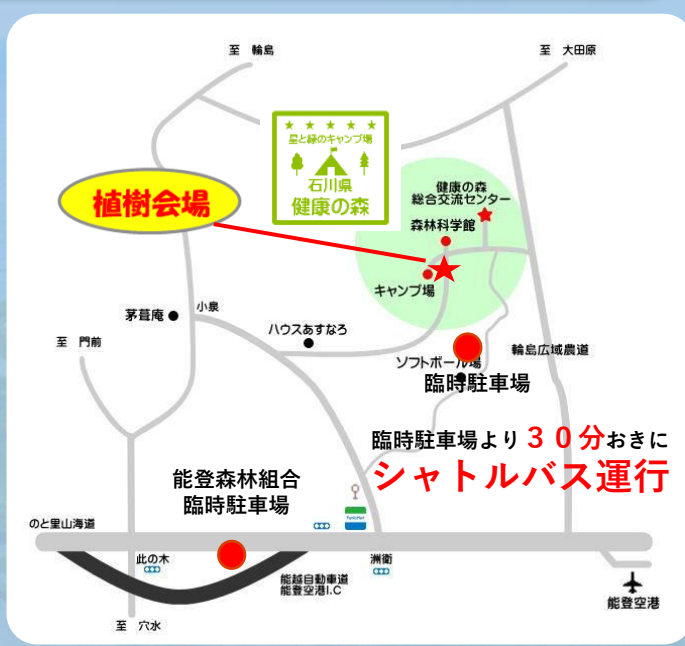 至 輪島
至 大田原
星と緑のキャンプ場
石川県
健康の森
植樹会場
健康の森
総合交流センター
森林科学館
キャンプ場
茅葺庵
小泉
ハウスあすなろ
至 門前
ソフトボール場
臨時駐車場
輪島広域農道
臨時駐車場より30分おきに
シャトルバス運行
能登森林組合
臨時駐車場
FamilyMart
のと里山海道
此の木
洲衛
能越自動車道
能登空港I.C
能登空港
至 穴水